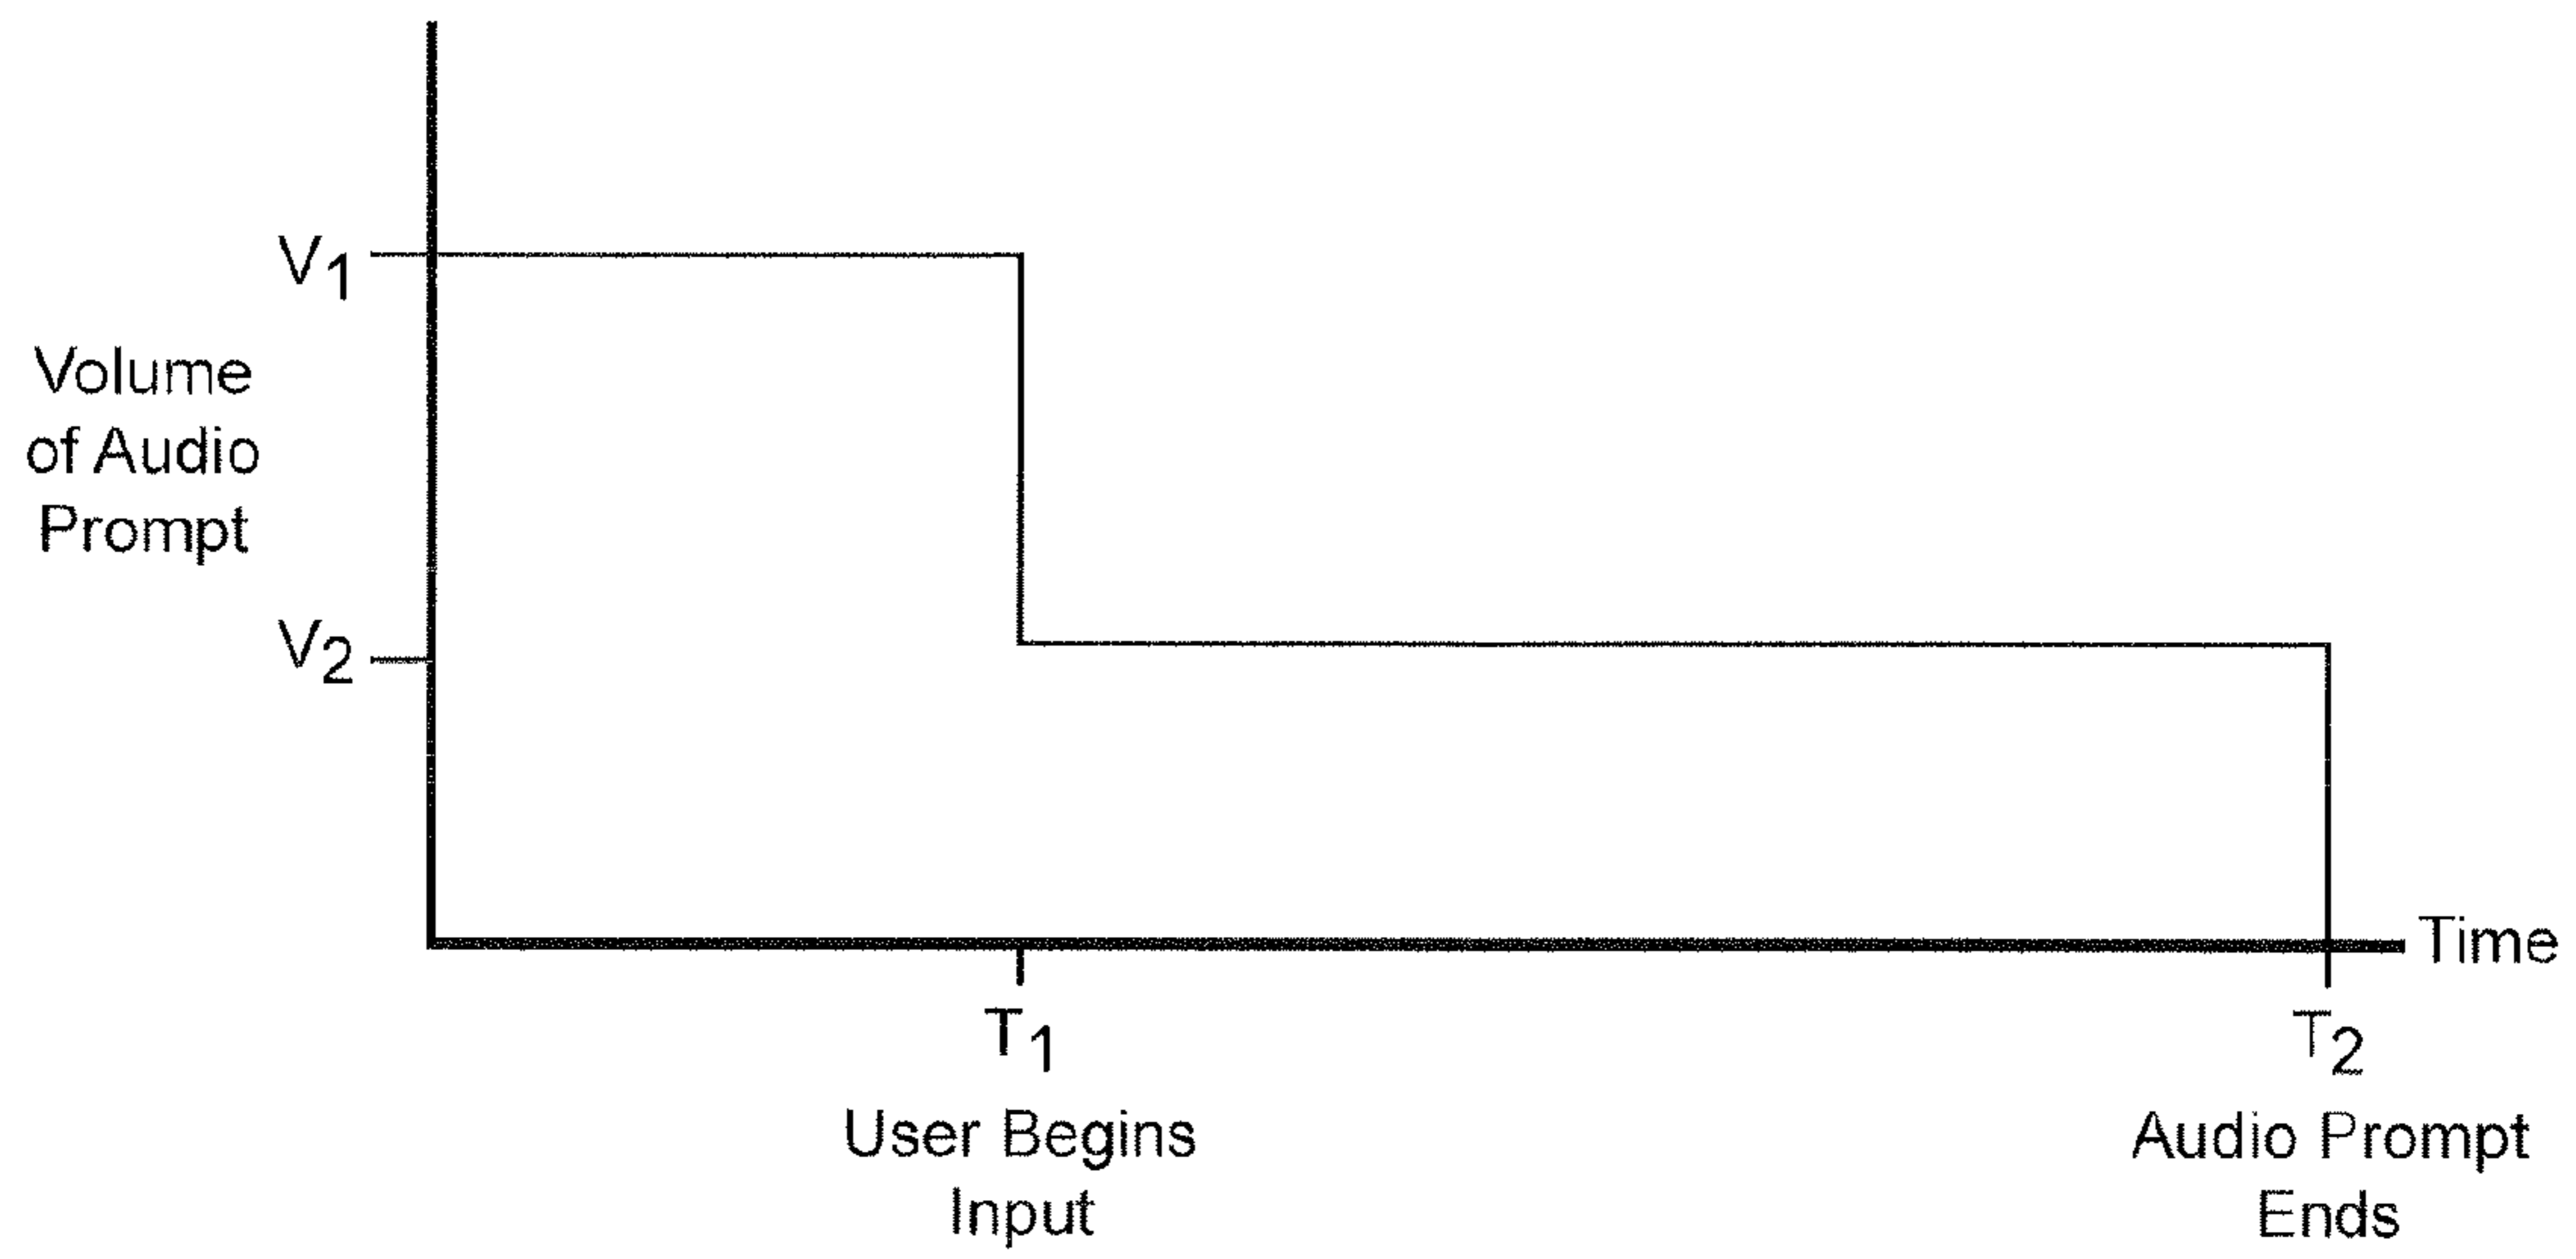 V1
Volume
of Audio
Prompt
V2
Time
T1
User Begins
Input
T2
Audio Prompt
Ends